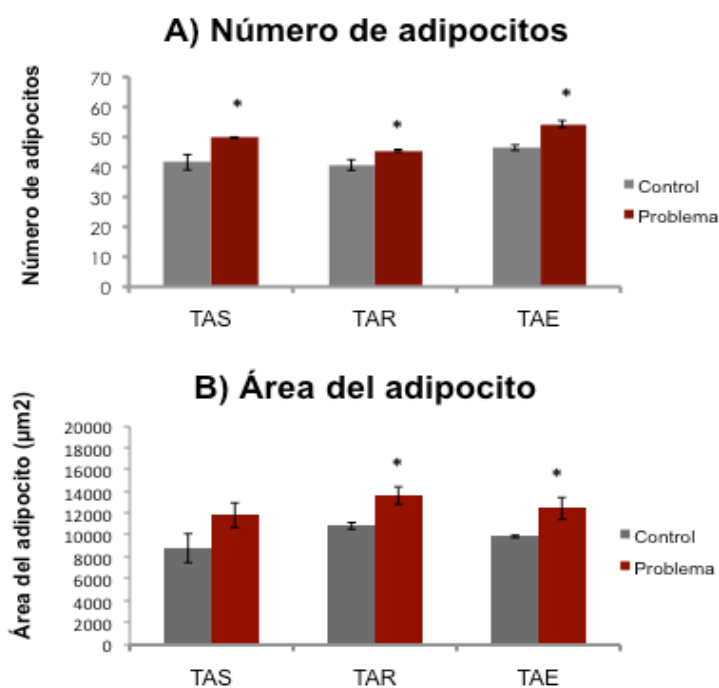 A) Número de adipocitos
Número de adipocitos
70
60
50
40
30
20
10
0
*
*
*
TAS
TAR
TAE
Control
Problema
B) Área del adipocito
Área del adipocito (µm2)
20000
18000
16000
14000
12000
10000
8000
6000
4000
2000
0
*
*
TAS
TAR
TAE
Control
Problema